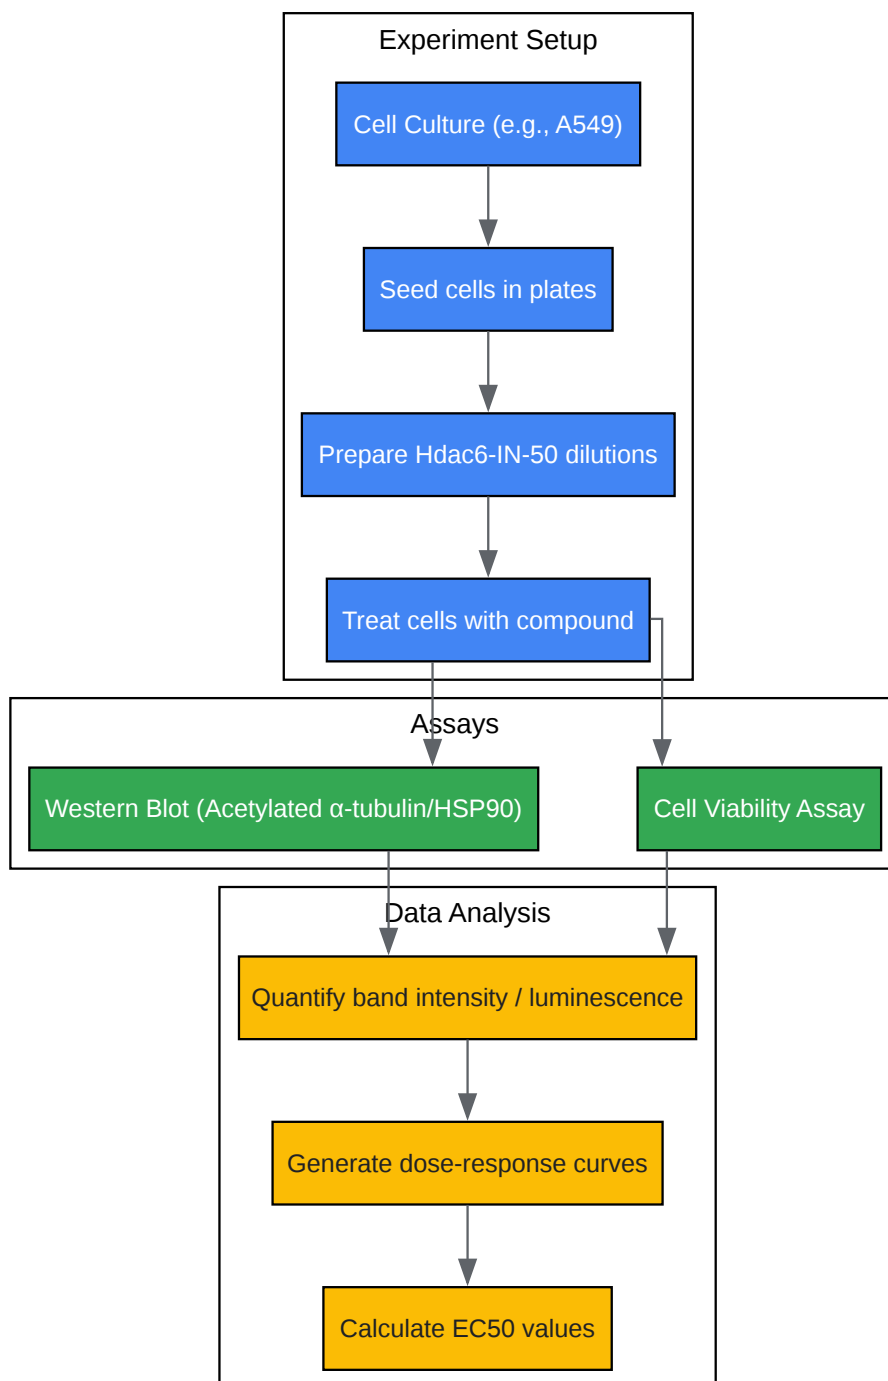 Experiment Setup
Cell Culture (e.g., A549)
Seed cells in plates
Prepare Hdac6-IN-50 dilutions
Treat cells with compound
Assays
Western Blot (Acetylated α-tubulin/HSP90)
Cell Viability Assay
Data Analysis
Quantify band intensity / luminescence
Generate dose-response curves
Calculate EC50 values